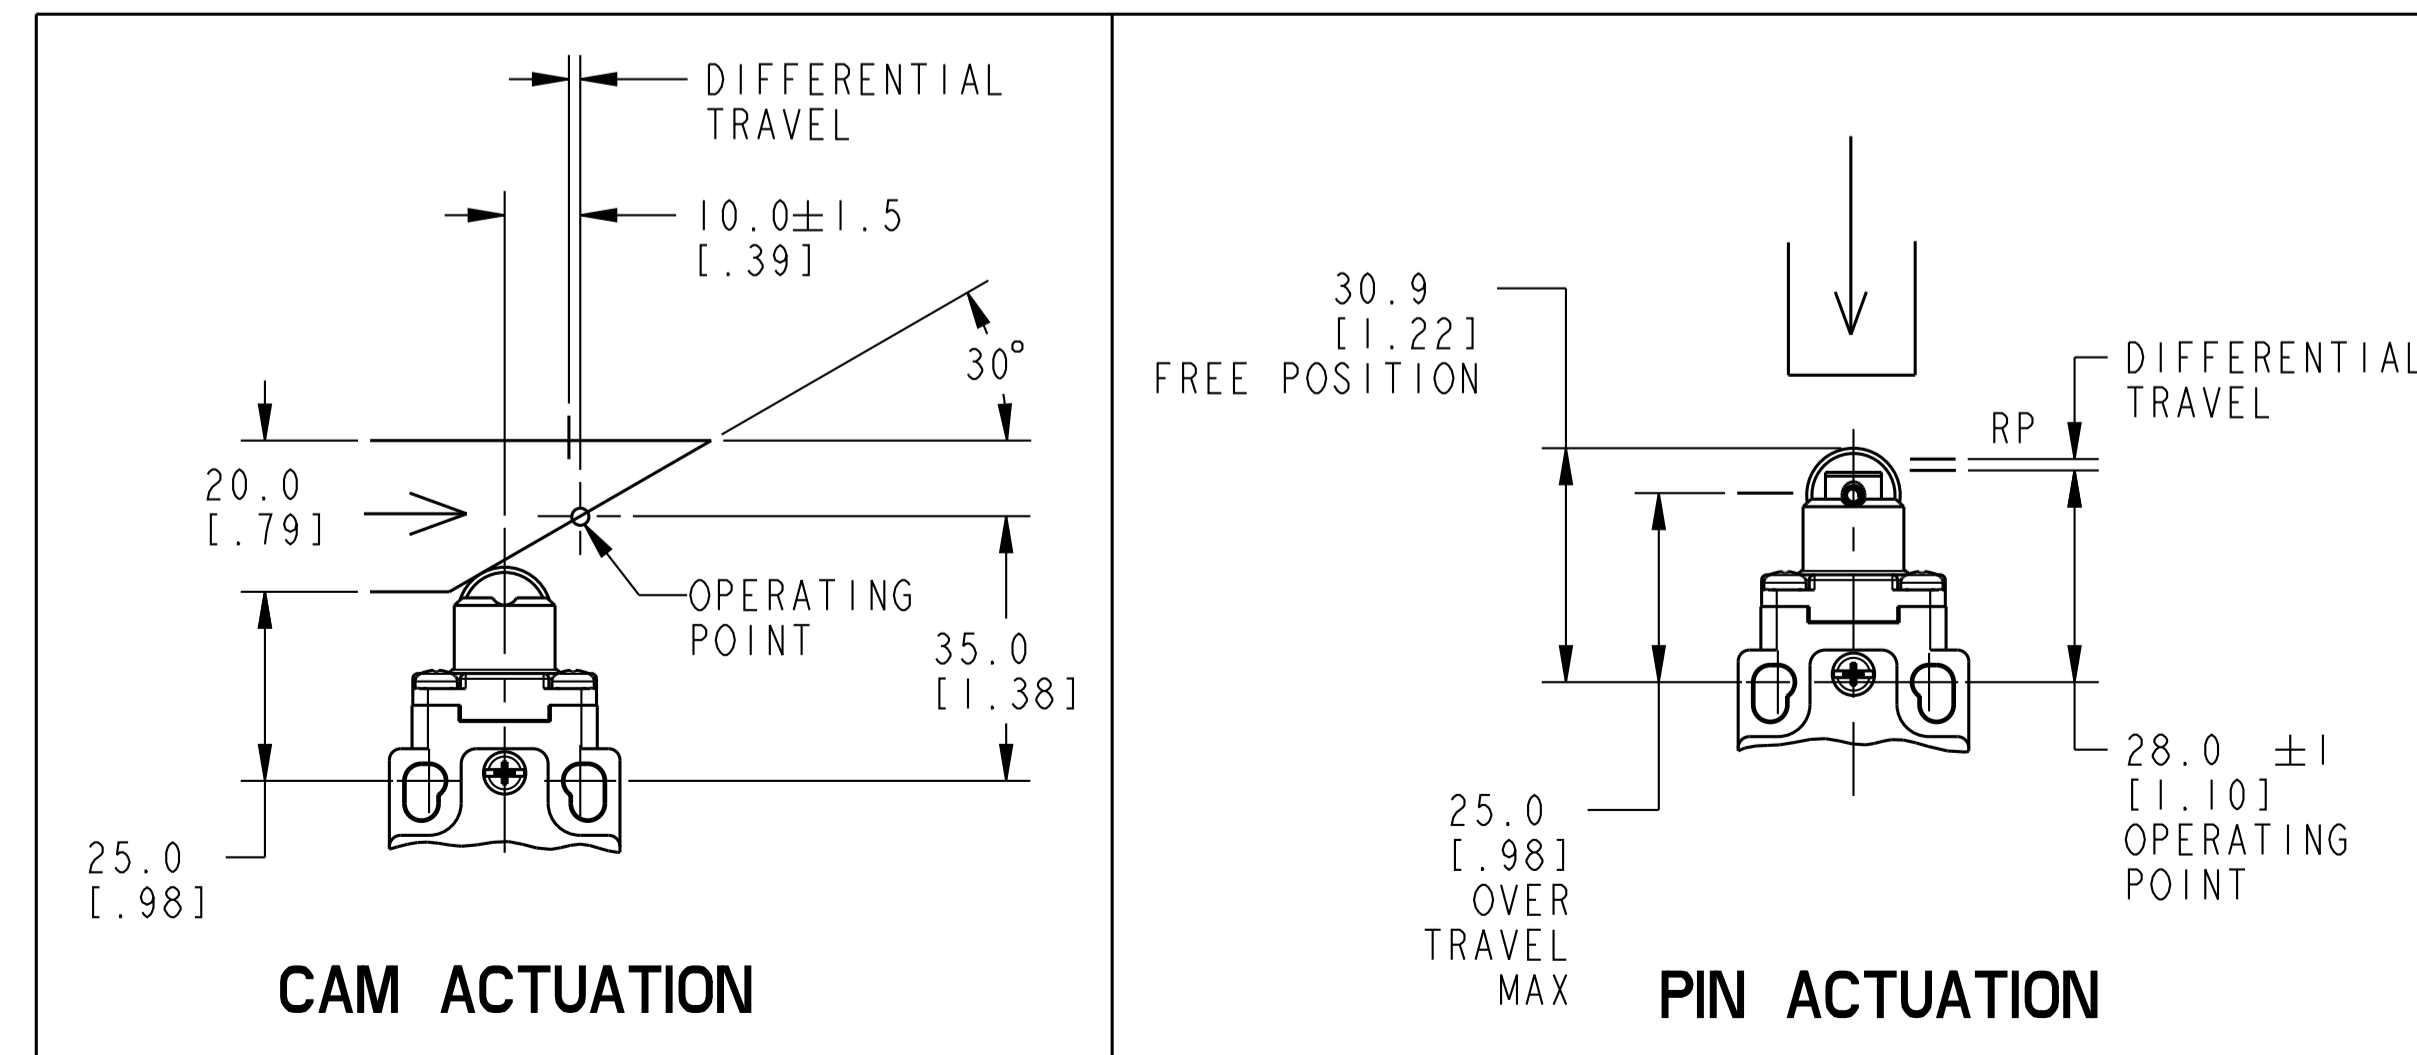 DIFFERENTIAL
TRAVEL
10.0±1.5
[.39]
30°
20.0
[.79]
OPERATING
POINT
35.0
[1.38]
25.0
[.98]
CAM ACTUATION
30.9
[1.22]
FREE POSITION
DIFFERENTIAL
TRAVEL
RP
28.0 ±1
[1.10]
OPERATING
POINT
25.0
[.98]
OVER
TRAVEL
MAX
PIN ACTUATION